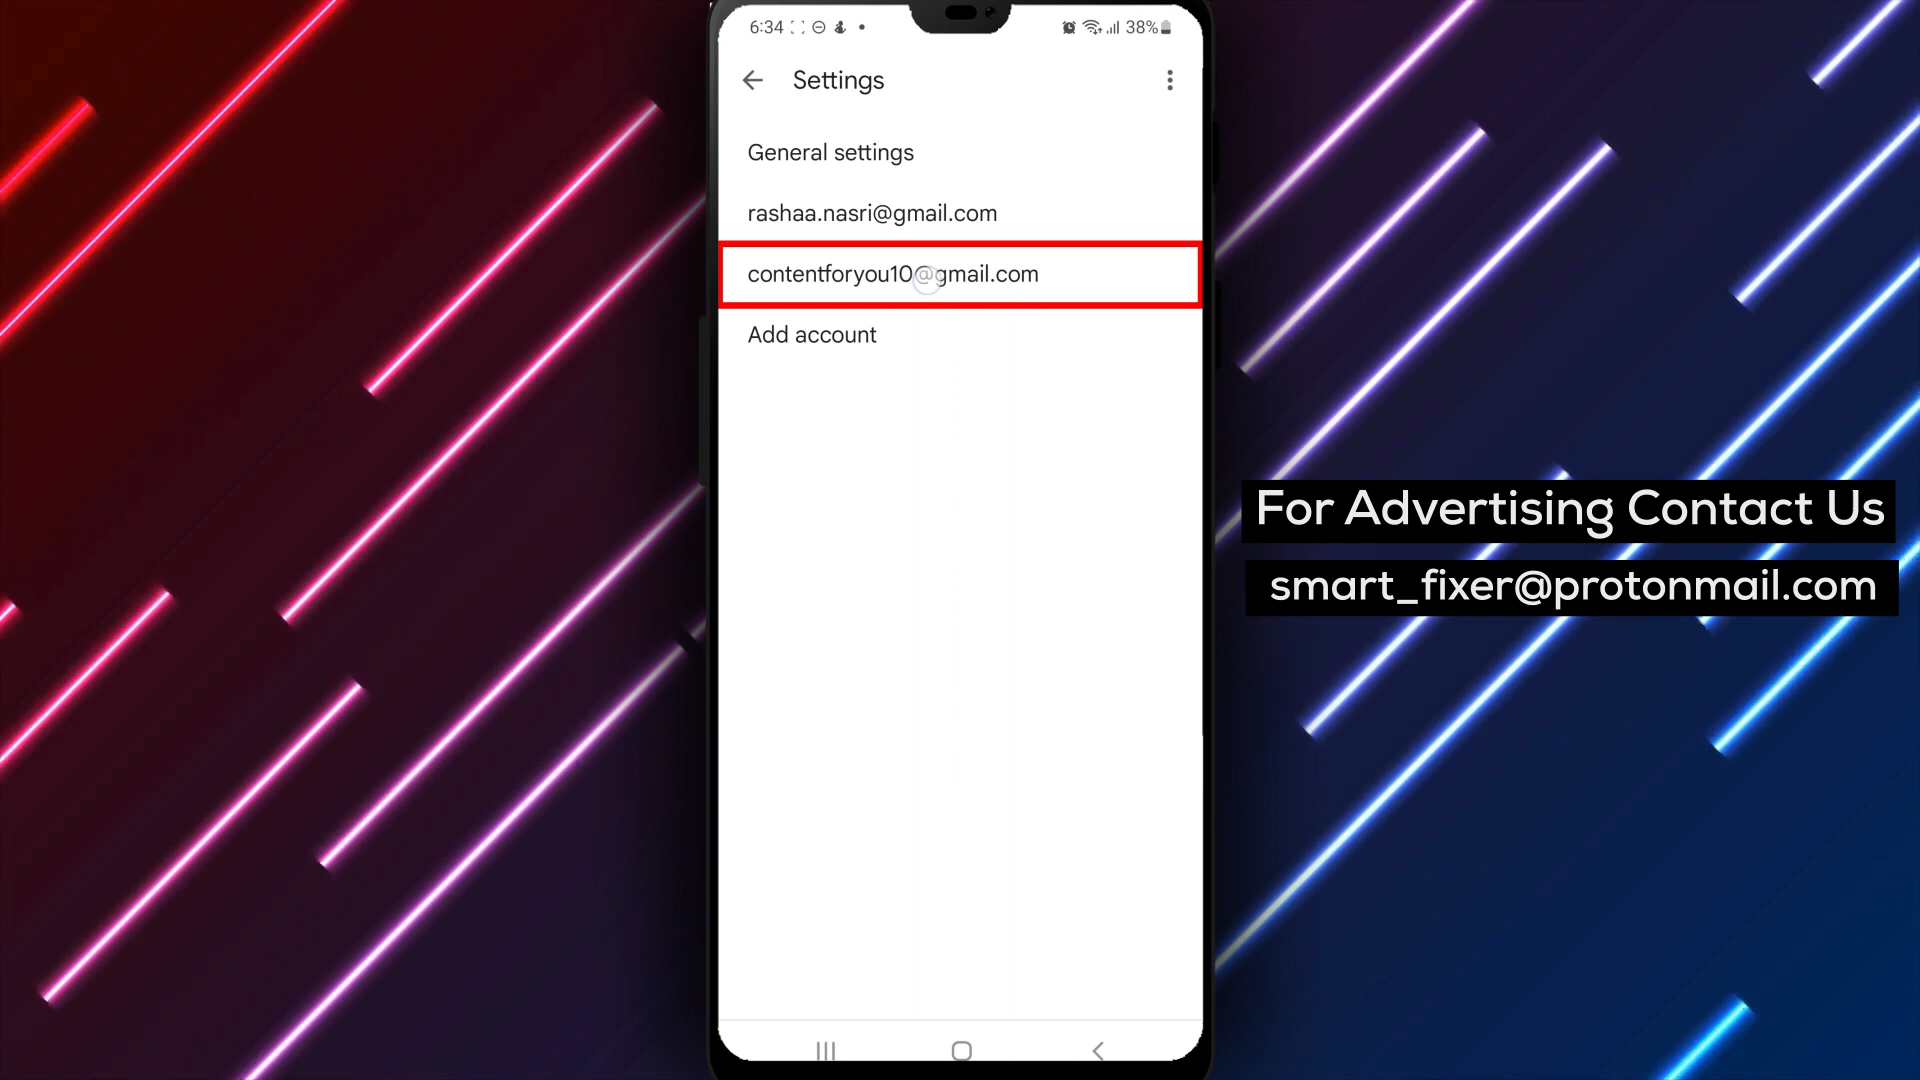 6:34
38%
Settings
General settings
rashaa.nasri@gmail.com
contentforyou10@gmail.com
Add account
For Advertising Contact Us
smart_fixer@protonmail.com